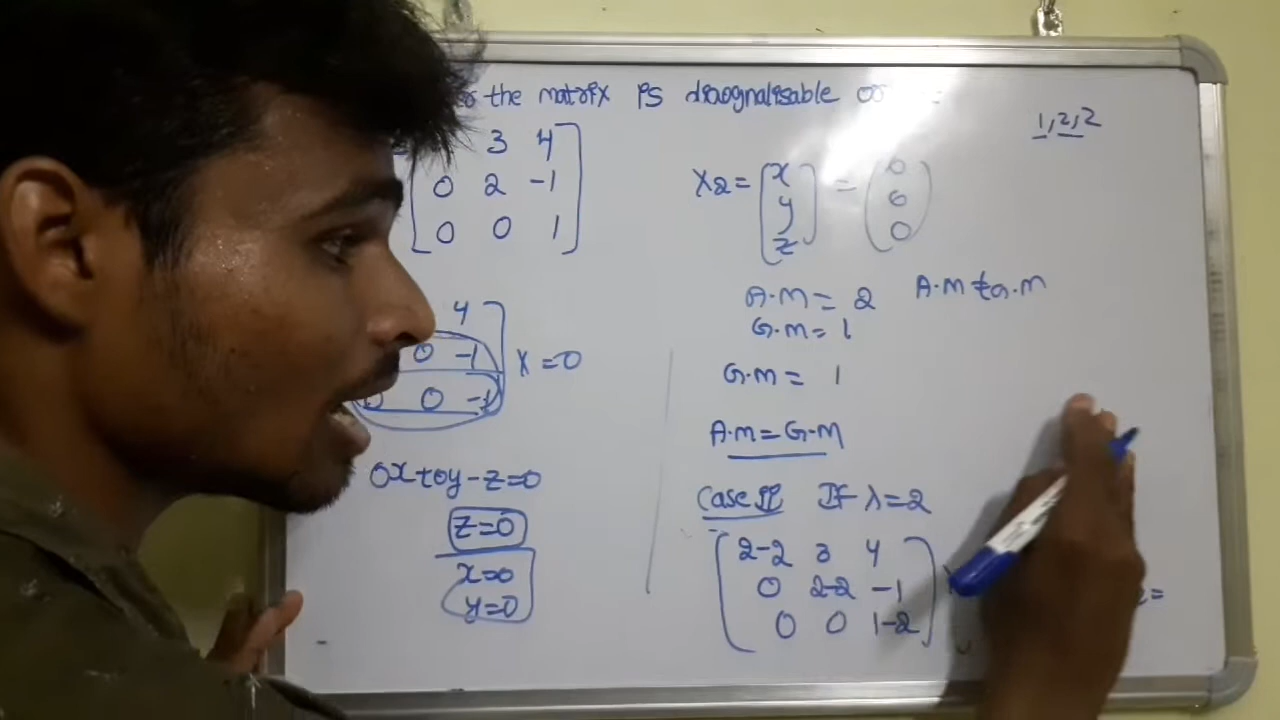 the matrix is diaognalisable or
1,2,2
3 4
0 2 -1
0 0 1
X2 = [x y z] = (0 0 0)
A.M = 2 A.M ≠ G.M
G.M = 1
4
0 -1 X = 0
0 0 -1
G.M = 1
A.M = G.M
0x+0y-z=0
z=0
x=0
y=0
Case II If λ=2
2-2 3 4
0 2-2 -1
0 0 1-2